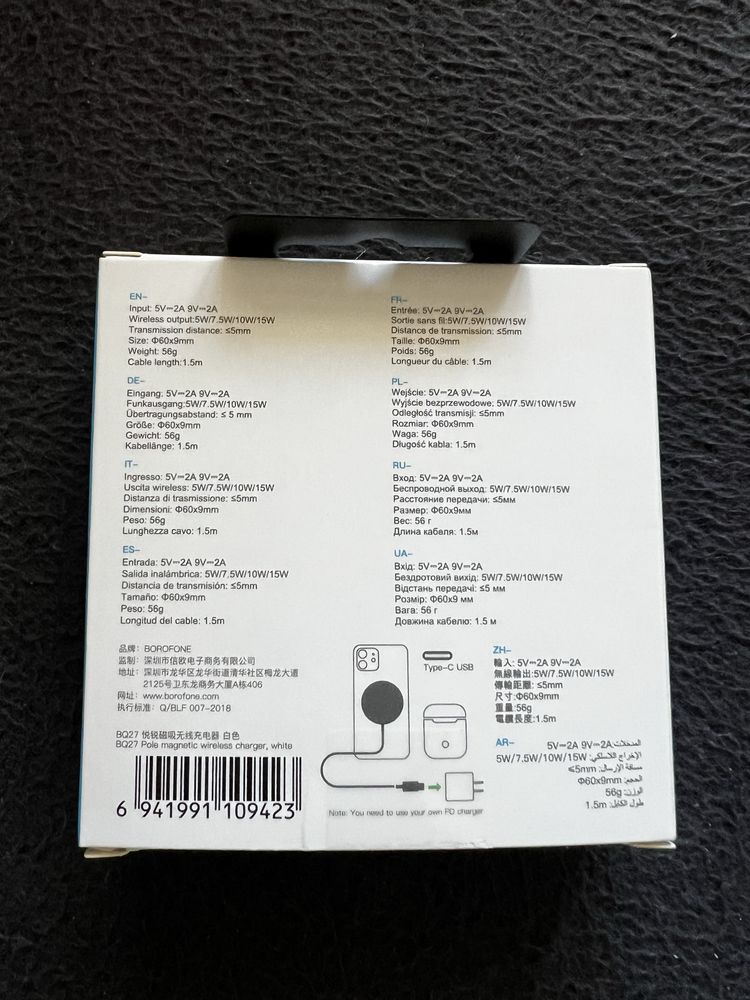 EN-
Input: 5V⎓2A 9V⎓2A
Wireless output:5W/7.5W/10W/15W
Transmission distance: ≤5mm
Size: Φ60x9mm
Weight: 56g
Cable length:1.5m
DE-
Eingang: 5V⎓2A 9V⎓2A
Funkausgang:5W/7.5W/10W/15W
Übertragungsabstand: ≤ 5 mm
Größe: Φ60x9mm
Gewicht: 56g
Kabellänge: 1.5m
IT-
Ingresso: 5V⎓2A 9V⎓2A
Uscita wireless: 5W/7.5W/10W/15W
Distanza di trasmissione: ≤5mm
Dimensioni: Φ60x9mm
Peso: 56g
Lunghezza cavo: 1.5m
ES-
Entrada: 5V⎓2A 9V⎓2A
Salida inalámbrica: 5W/7.5W/10W/15W
Distancia de transmisión: ≤5mm
Tamaño: Φ60x9mm
Peso: 56g
Longitud del cable: 1.5m
FR-
Entrée: 5V⎓2A 9V⎓2A
Sortie sans fil:5W/7.5W/10W/15W
Distance de transmission: ≤5mm
Taille: Φ60x9mm
Poids: 56g
Longueur du câble: 1.5m
PL-
Wejście: 5V⎓2A 9V⎓2A
Wyjście bezprzewodowe: 5W/7.5W/10W/15W
Odległość transmisji: ≤5mm
Rozmiar: Φ60x9mm
Waga: 56g
Długość kabla: 1.5m
RU-
Вход: 5V⎓2A 9V⎓2A
Беспроводной выход: 5W/7.5W/10W/15W
Расстояние передачи: ≤5мм
Размер: Φ60x9мм
Вес: 56 г
Длина кабеля: 1.5м
UA-
Вхід: 5V⎓2A 9V⎓2A
Бездротовий вихід: 5W/7.5W/10W/15W
Відстань передачі: ≤5 мм
Розмір: Φ60x9 мм
Вага: 56 г
Довжина кабелю: 1.5 м
品牌: BOROFONE
监制: 深圳市信欧电子商务有限公司
地址: 深圳市龙华区龙华街道清华社区梅龙大道
2125号卫东龙商务大厦A栋406
网址: www.borofone.com
执行标准: Q/BLF 007-2018
BQ27 悦锐磁吸无线充电器 白色
BQ27 Pole magnetic wireless charger, white
6 941991 109423
Type-C USB
Note: You need to use your own PD charger
ZH-
輸入: 5V⎓2A 9V⎓2A
無線輸出:5W/7.5W/10W/15W
傳輸距離: ≤5mm
尺寸:Φ60x9mm
重量:56g
電纜長度:1.5m
AR-
المدخلات:5V⎓2A 9V⎓2A
الإخراج اللاسلكي: 5W/7.5W/10W/15W
مسافة الإرسال: ≤5mm
الحجم: Φ60x9mm
الوزن: 56g
طول الكابل: 1.5m